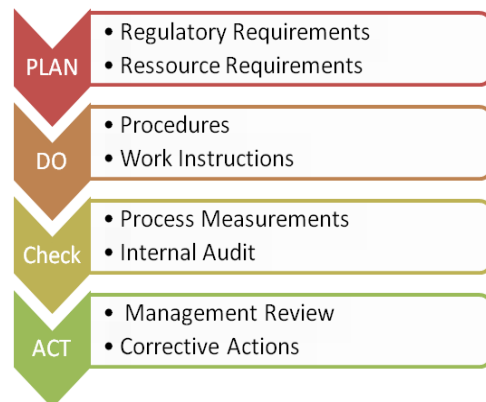 PLAN
• Regulatory Requirements
• Ressource Requirements
DO
• Procedures
• Work Instructions
Check
• Process Measurements
• Internal Audit
ACT
• Management Review
• Corrective Actions